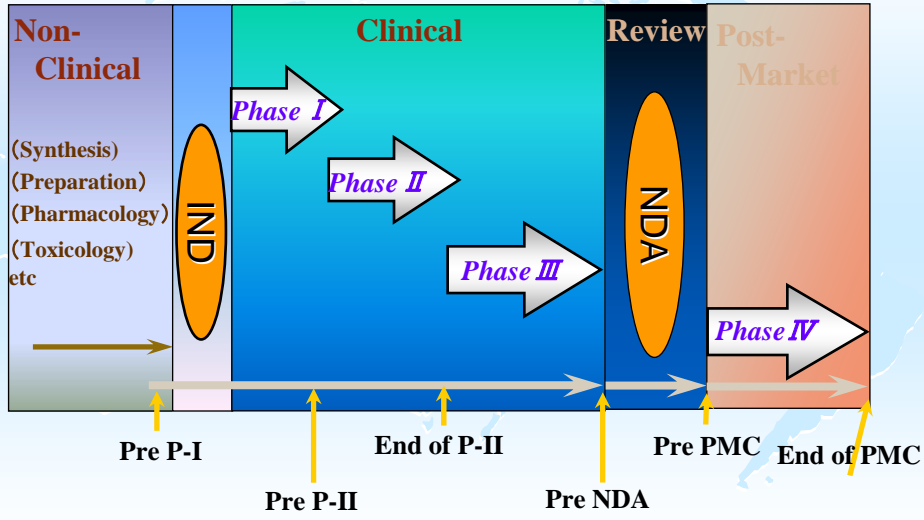 Non-
Clinical
Clinical
Review
Post-
Market
(Synthesis)
(Preparation)
(Pharmacology)
(Toxicology)
etc
IND
Phase Ⅰ
Phase Ⅱ
Phase Ⅲ
NDA
Phase Ⅳ
Pre P-I
End of P-II
Pre PMC
End of PMC
Pre P-II
Pre NDA